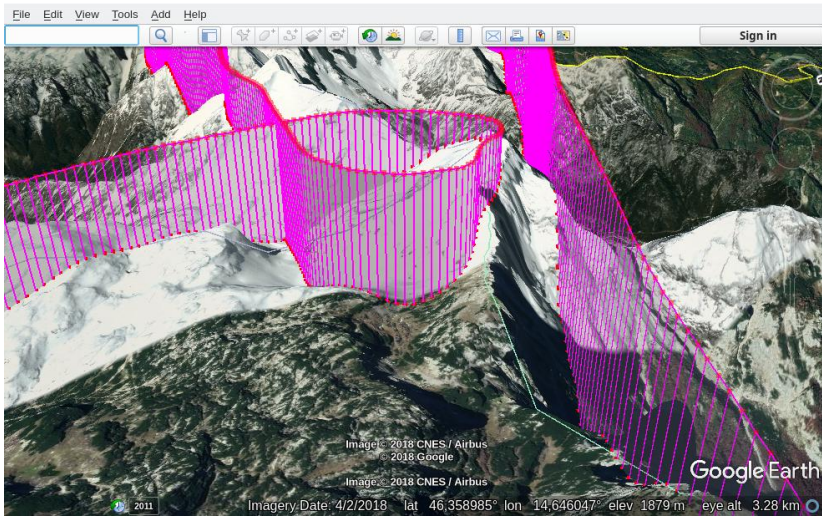 File Edit View Tools Add Help
Sign in
Image © 2018 CNES / Airbus
© 2018 Google
Image © 2018 CNES / Airbus
Google Earth
2011
Imagery Date: 4/2/2018 lat 46,358985° lon 14,646047° elev 1879 m eye alt 3.28 km